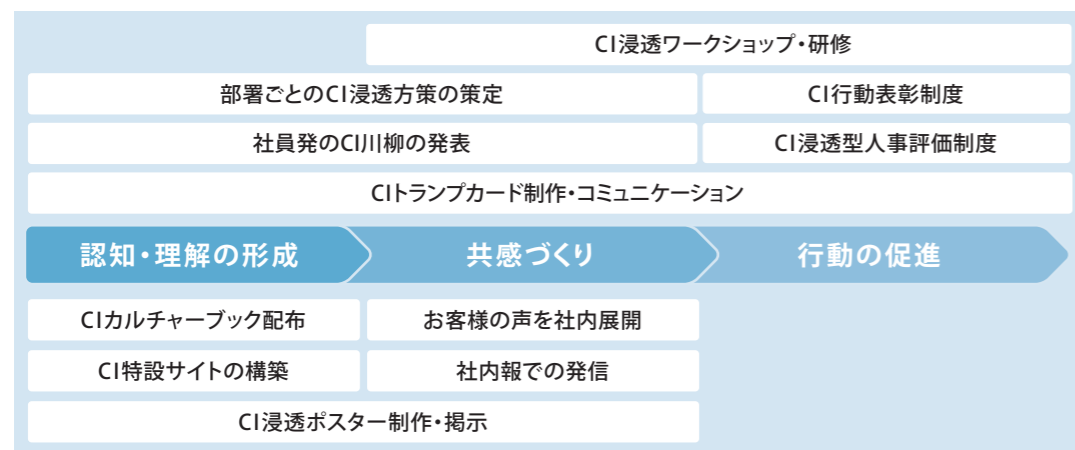 CI浸透ワークショップ・研修
部署ごとのCI浸透方策の策定
CI行動表彰制度
社員発のCI川柳の発表
CI浸透型人事評価制度
CIトランプカード制作・コミュニケーション
認知・理解の形成
共感づくり
行動の促進
CIカルチャーブック配布
お客様の声を社内展開
CI特設サイトの構築
社内報での発信
CI浸透ポスター制作・掲示